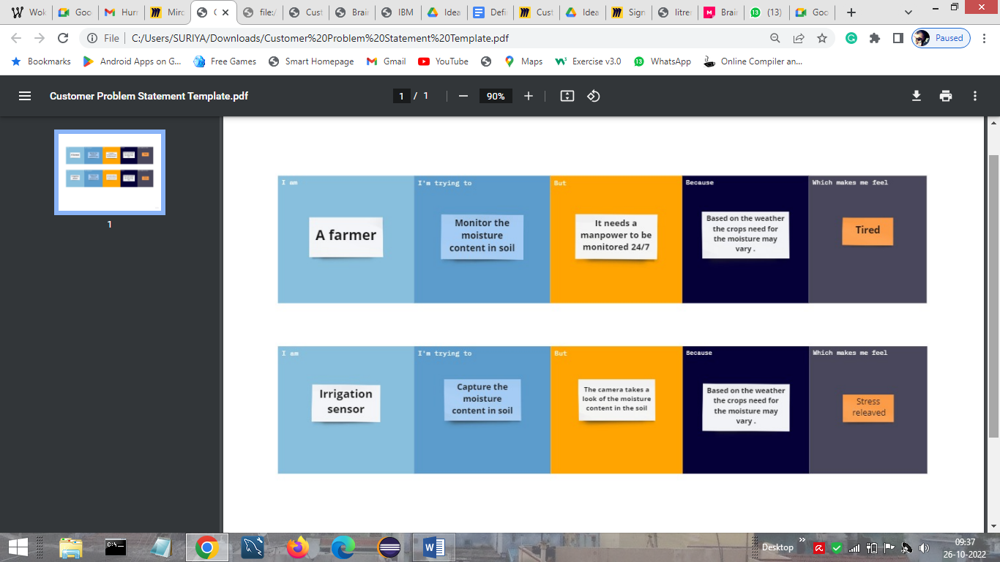 Wok
Goo
Hurr
Miro
C
file:/
Cust
Brain
IBM
Idea
Defi
Cust
Idea
Sign
litre
Brain
(13)
Goo
File
C:/Users/SURIYA/Downloads/Customer%20Problem%20Statement%20Template.pdf
Paused
Bookmarks
Android Apps on G...
Free Games
Smart Homepage
Gmail
YouTube
Maps
Exercise v3.0
13
WhatsApp
Online Compiler an...
Customer Problem Statement Template.pdf
1 / 1
90%
1
I am
I'm trying to
But
Because
Which makes me feel
A farmer
Monitor the
moisture
content in soil
It needs a
manpower to be
monitored 24/7
Based on the weather
the crops need for
the moisture may
vary .
Tired
I am
I'm trying to
But
Because
Which makes me feel
Irrigation
sensor
Capture the
moisture
content in soil
The camera takes a
look of the moisture
content in the soil
Based on the weather
the crops need for
the moisture may
vary .
Stress
releaved
Desktop
09:37
26-10-2022